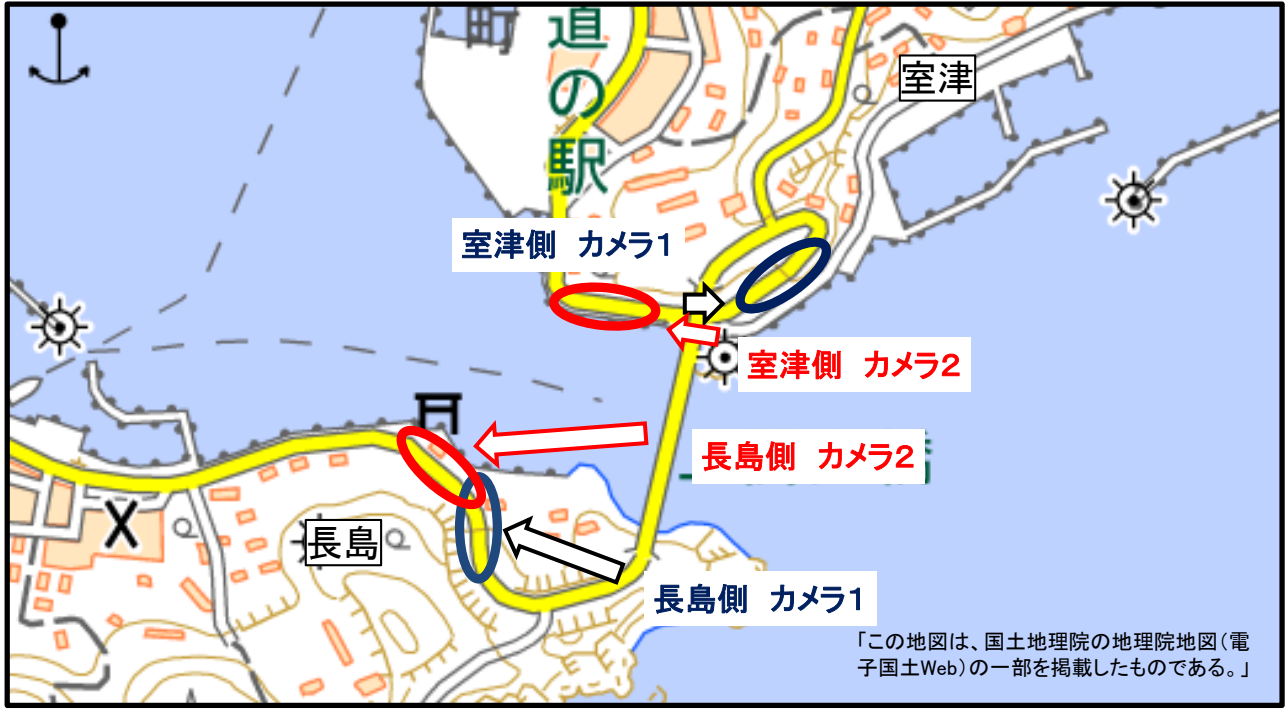 道の駅
室津
室津側 カメラ1
室津側 カメラ2
長島側 カメラ2
長島
長島側 カメラ1
「この地図は、国土地理院の地理院地図(電
子国土Web)の一部を掲載したものである。」